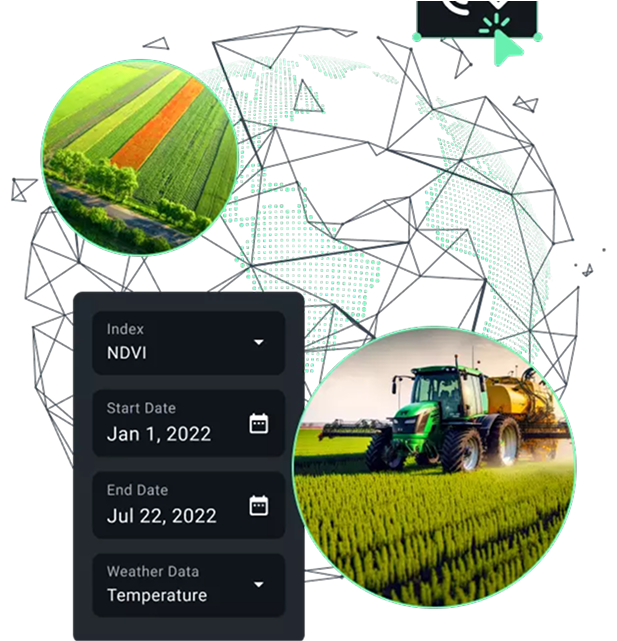 Index
NDVI
Start Date
Jan 1, 2022
End Date
Jul 22, 2022
Weather Data
Temperature